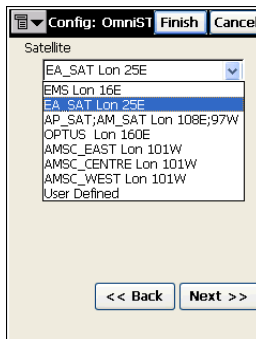 Config: OmniST Finish Cancel
Satellite
EA_SAT Lon 25E
EMS Lon 16E
EA_SAT Lon 25E
AP_SAT;AM_SAT Lon 108E;97W
OPTUS Lon 160E
AMSC_EAST Lon 101W
AMSC_CENTRE Lon 101W
AMSC_WEST Lon 101W
User Defined
<< Back Next >>